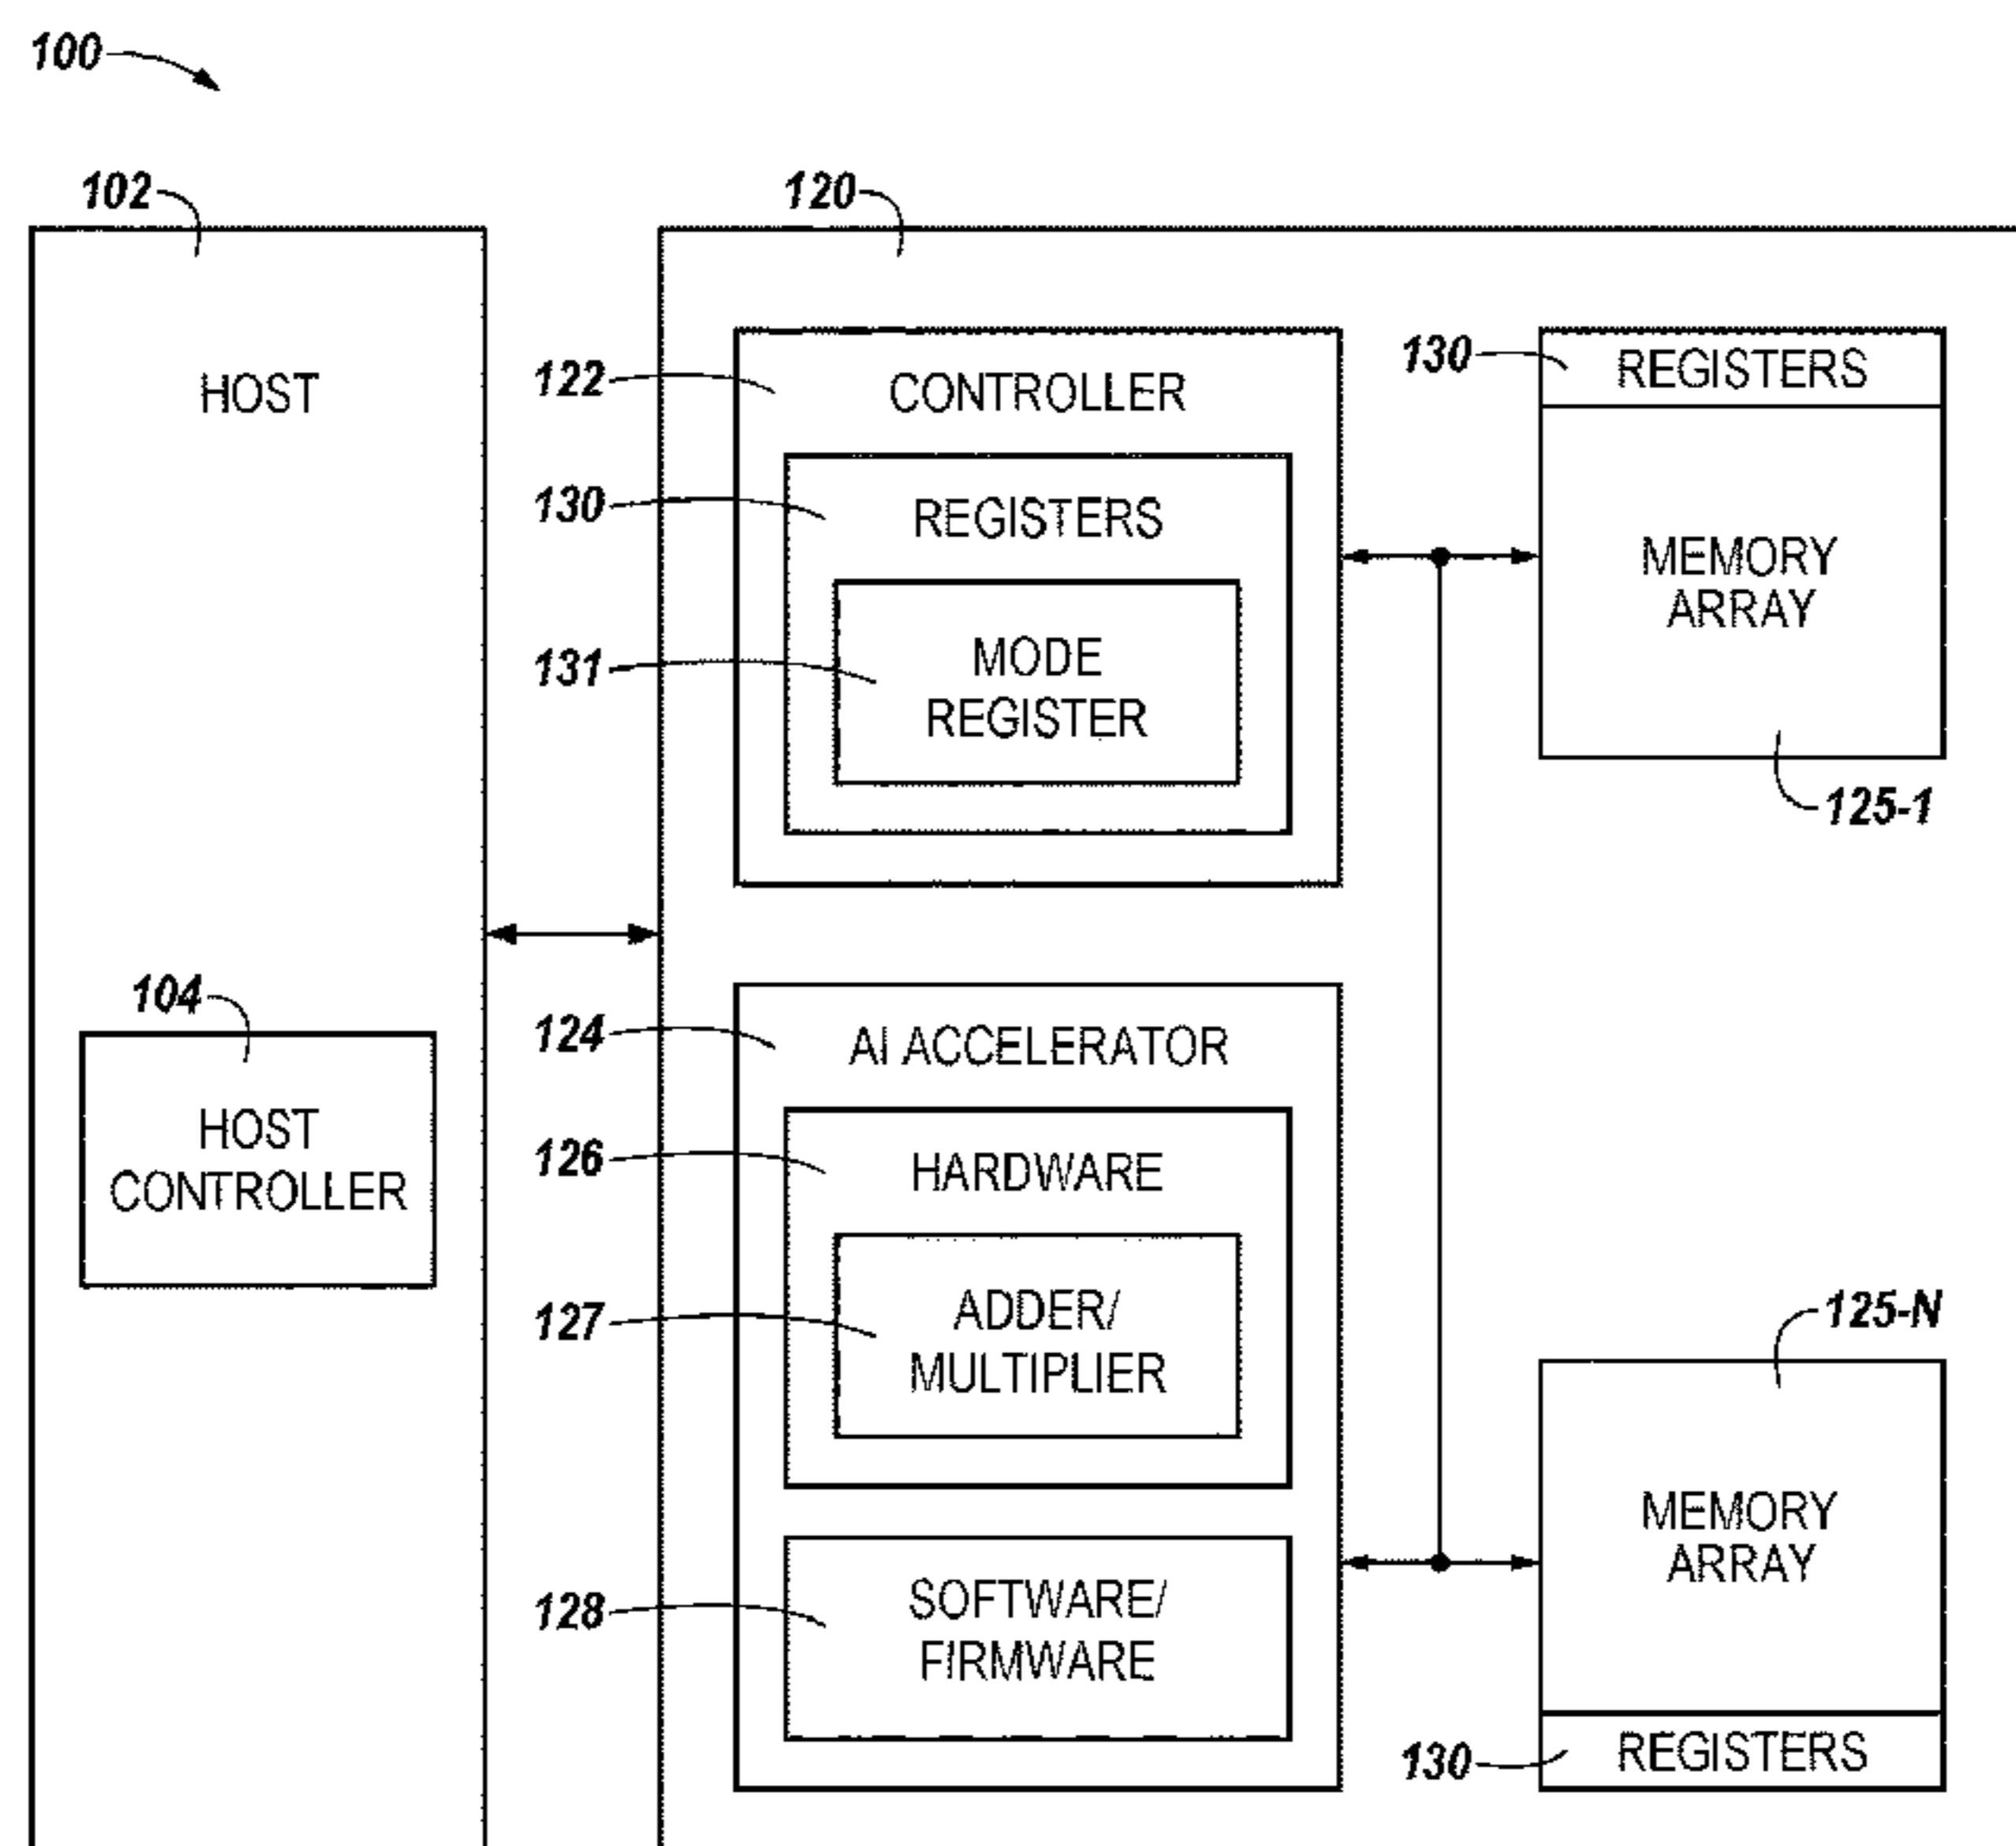 100
102
120
HOST
122
CONTROLLER
130
REGISTERS
130
REGISTERS
131
MODE
REGISTER
MEMORY
ARRAY
125-1
104
HOST
CONTROLLER
124
AI ACCELERATOR
126
HARDWARE
127
ADDER/
MULTIPLIER
128
SOFTWARE/
FIRMWARE
125-N
MEMORY
ARRAY
130
REGISTERS